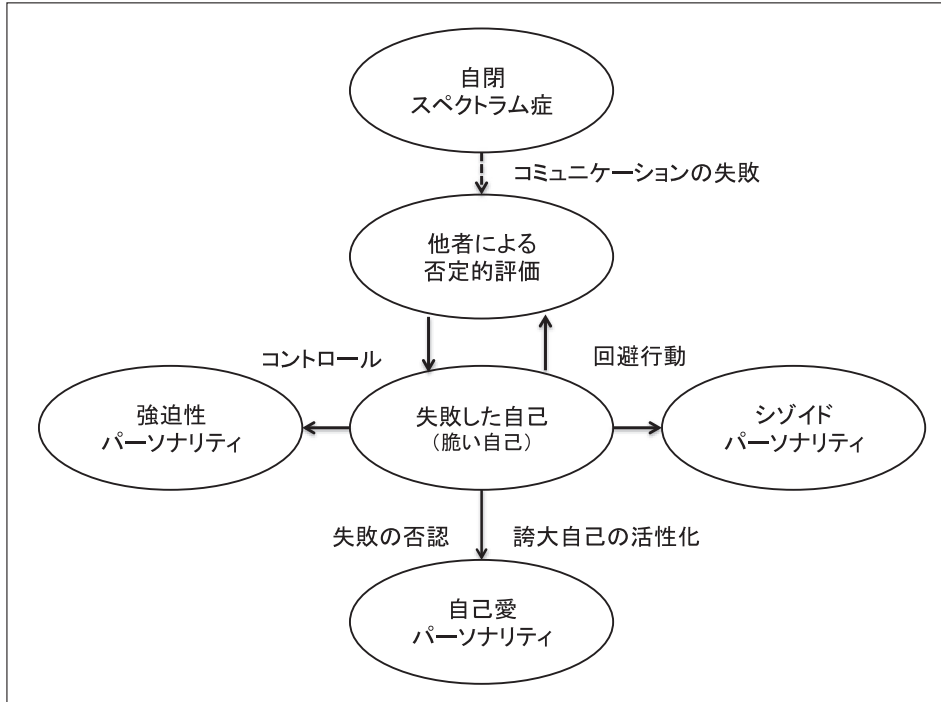 自閉
スペクトラム症
コミュニケーションの失敗
他者による
否定的評価
コントロール
回避行動
強迫性
パーソナリティ
失敗した自己
（脆い自己）
シゾイド
パーソナリティ
失敗の否認
誇大自己の活性化
自己愛
パーソナリティ